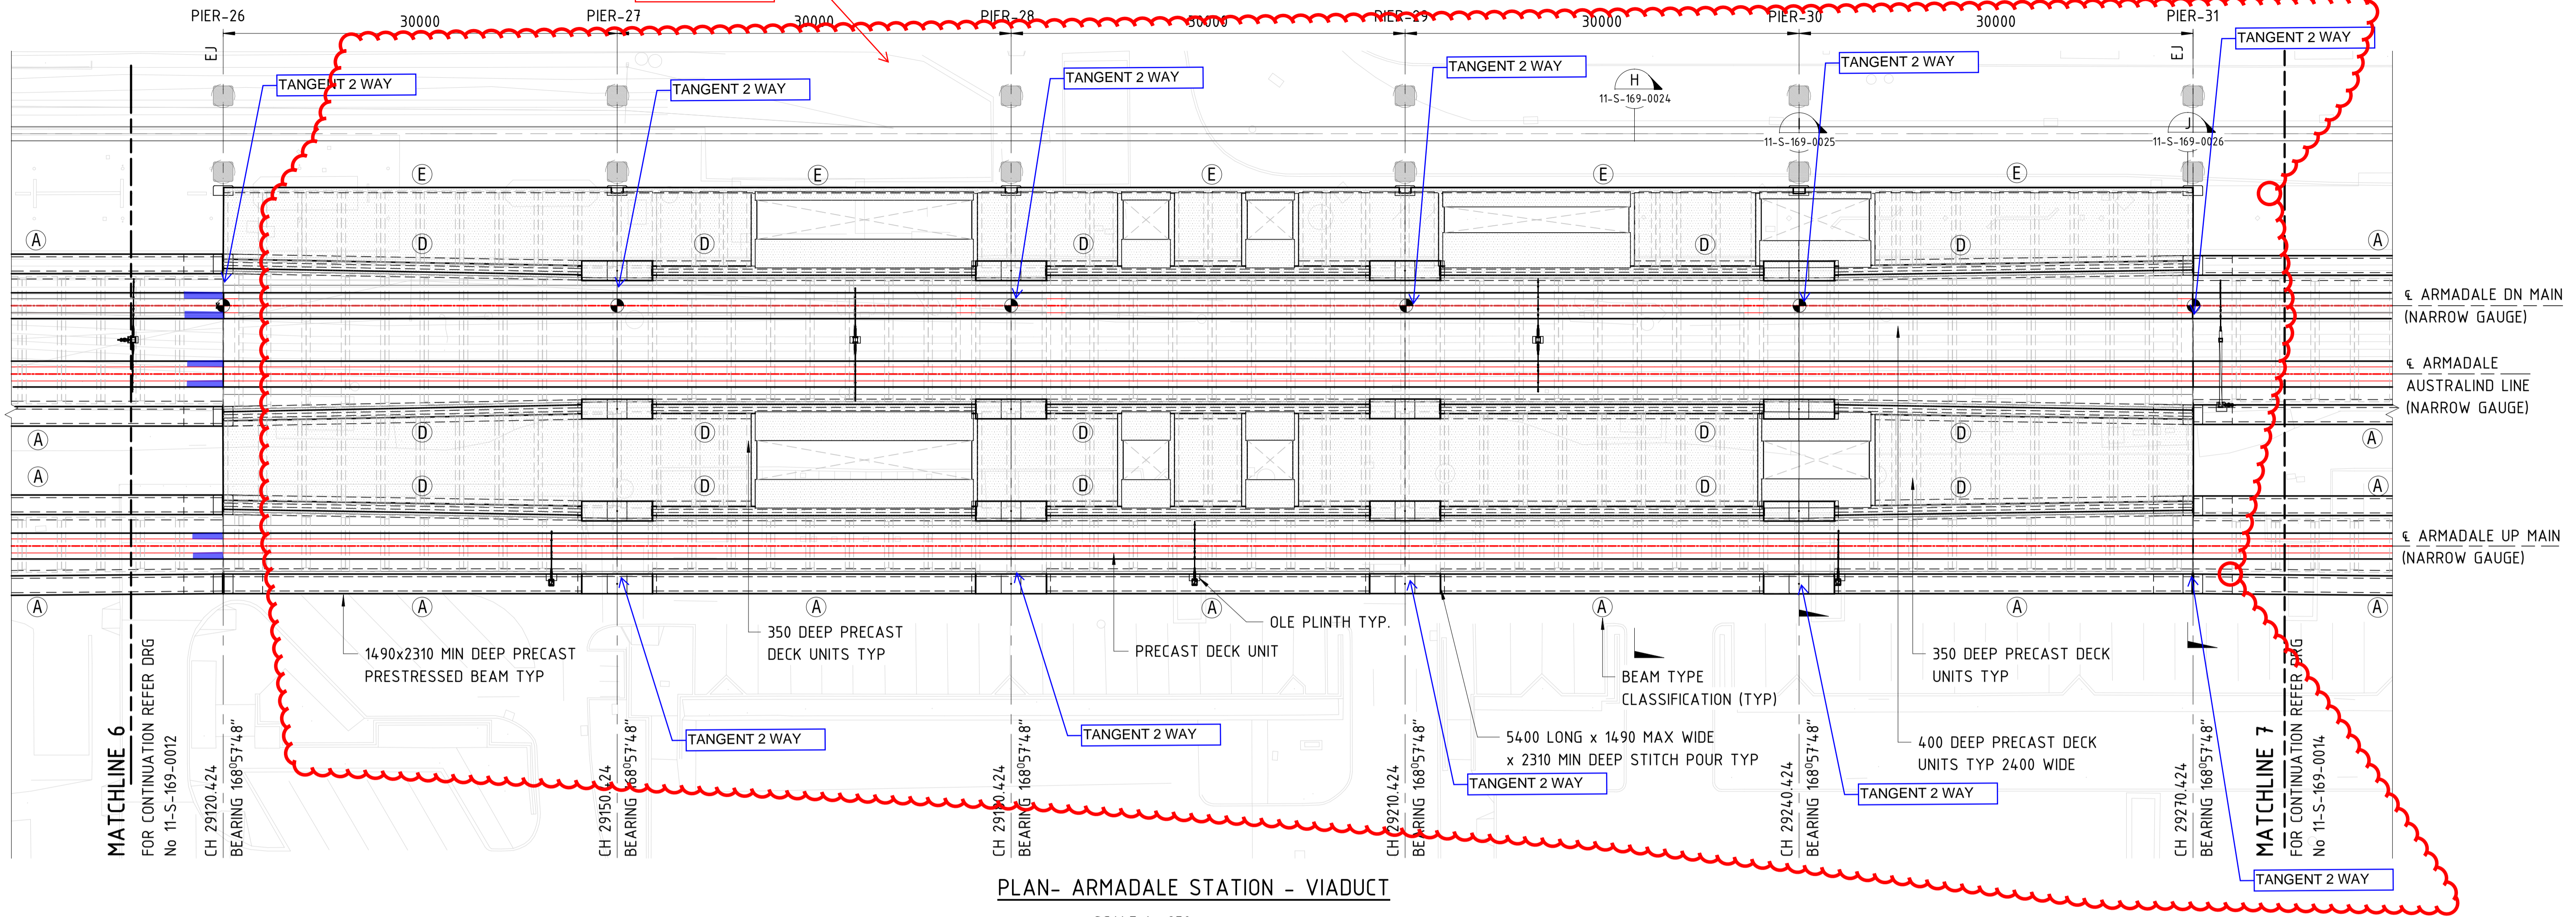 PIER-26
PIER-27
PIER-28
PIER-29
PIER-30
PIER-31
30000
30000
30000
30000
30000
EJ
EJ
TANGENT 2 WAY
TANGENT 2 WAY
TANGENT 2 WAY
TANGENT 2 WAY
TANGENT 2 WAY
TANGENT 2 WAY
H
11-S-169-0024
I
11-S-169-0025
J
11-S-169-0026
E
E
E
E
E
A
D
D
D
D
D
A
℄ ARMADALE DN MAIN
(NARROW GAUGE)
℄ ARMADALE
AUSTRALIND LINE
(NARROW GAUGE)
A
D
D
D
D
D
A
A
D
D
D
D
D
A
℄ ARMADALE UP MAIN
(NARROW GAUGE)
A
A
A
A
A
A
A
1490x2310 MIN DEEP PRECAST
PRESTRESSED BEAM TYP
350 DEEP PRECAST
DECK UNITS TYP
PRECAST DECK UNIT
OLE PLINTH TYP.
BEAM TYPE
CLASSIFICATION (TYP)
350 DEEP PRECAST DECK
UNITS TYP
5400 LONG x 1490 MAX WIDE
x 2310 MIN DEEP STITCH POUR TYP
400 DEEP PRECAST DECK
UNITS TYP 2400 WIDE
TANGENT 2 WAY
TANGENT 2 WAY
TANGENT 2 WAY
TANGENT 2 WAY
TANGENT 2 WAY
MATCHLINE 6
FOR CONTINUATION REFER DRG
No 11-S-169-0012
CH 29120.424
BEARING 168°57'48"
CH 29150.424
BEARING 168°57'48"
CH 29180.424
BEARING 168°57'48"
CH 29210.424
BEARING 168°57'48"
CH 29240.424
BEARING 168°57'48"
CH 29270.424
BEARING 168°57'48"
MATCHLINE 7
FOR CONTINUATION REFER DRG
No 11-S-169-0014
PLAN- ARMADALE STATION - VIADUCT